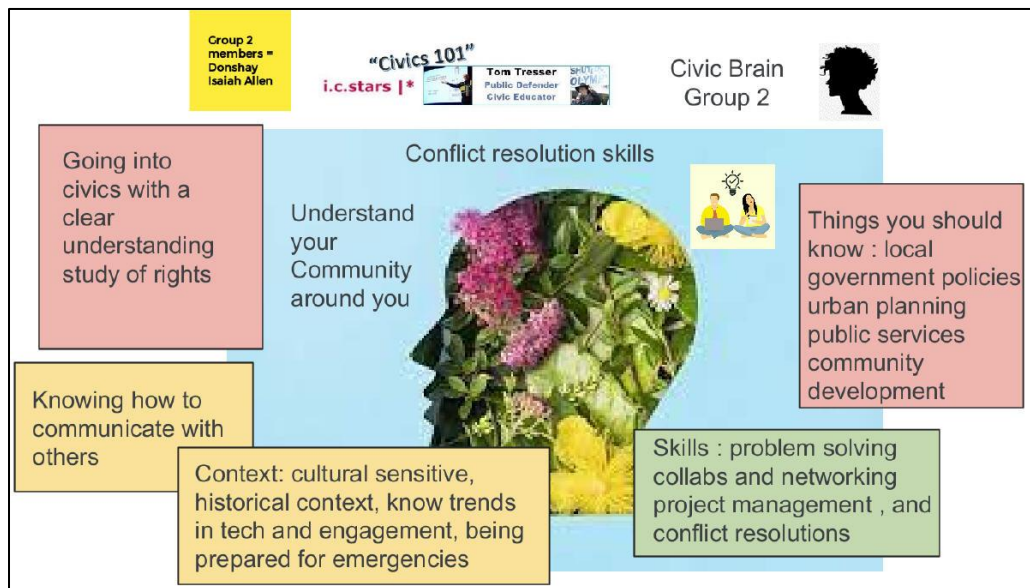 Group 2
members =
Donshay
Isaiah Allen
"Civics 101"
i.c.stars |*
Tom Tresser
Public Defender
Civic Educator
Civic Brain
Group 2
Going into
civics with a
clear
understanding
study of rights
Conflict resolution skills
Understand
your
Community
around you
Things you should
know : local
government policies
urban planning
public services
community
development
Knowing how to
communicate with
others
Context: cultural sensitive,
historical context, know trends
in tech and engagement, being
prepared for emergencies
Skills : problem solving
collabs and networking
project management , and
conflict resolutions